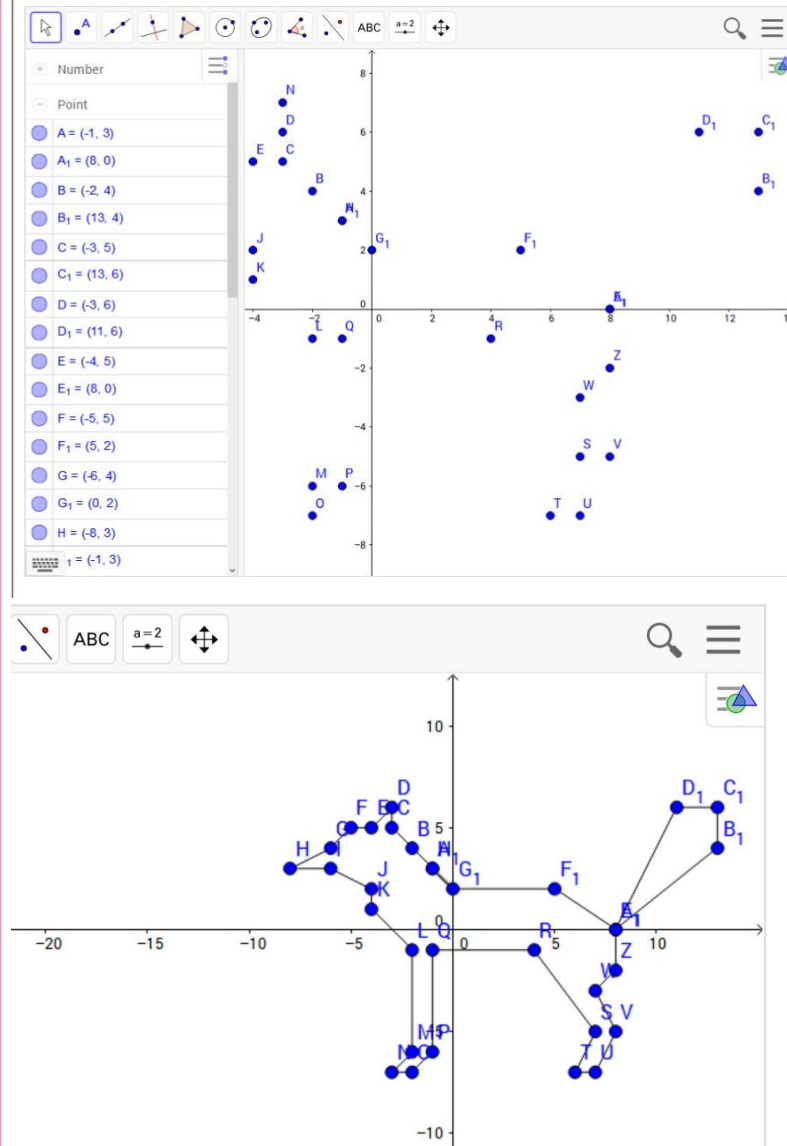 ABC a=2
Number
Point
A = (-1, 3)
A₁ = (8, 0)
B = (-2, 4)
B₁ = (13, 4)
C = (-3, 5)
C₁ = (13, 6)
D = (-3, 6)
D₁ = (11, 6)
E = (-4, 5)
E₁ = (8, 0)
F = (-5, 5)
F₁ = (5, 2)
G = (-6, 4)
G₁ = (0, 2)
H = (-8, 3)
₁ = (-1, 3)
N
D
E C
B
J
K
G₁
F₁
D₁ C₁
B₁
L Q
R
Z
W
S V
M P
O
T U
8
6
4
2
0
-4 -2 0 2 4 6 8 10 12
-2
-4
-6
-8
ABC a=2
10
D D₁ C₁
F E C 5
B B₁
H J
K
G₁ F₁
L Q R
0
-20 -15 -10 -5 0 5 10
Z
W
S V
P
T U
-10